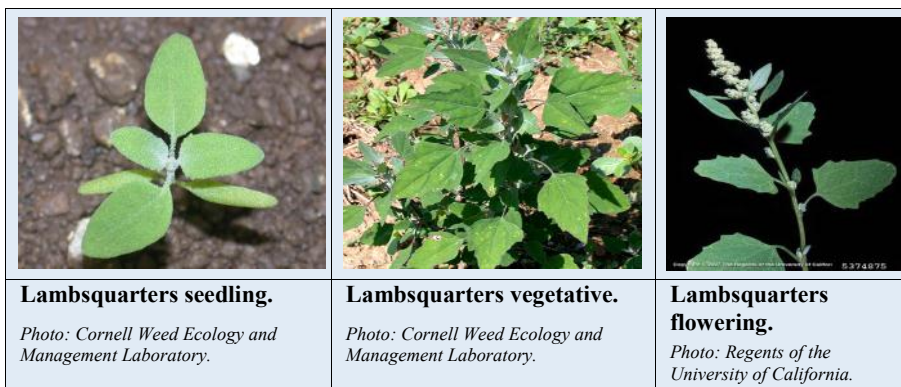 5374875
Lambsquarters seedling.
Photo: Cornell Weed Ecology and
Management Laboratory.
Lambsquarters vegetative.
Photo: Cornell Weed Ecology and
Management Laboratory.
Lambsquarters
flowering.
Photo: Regents of the
University of California.